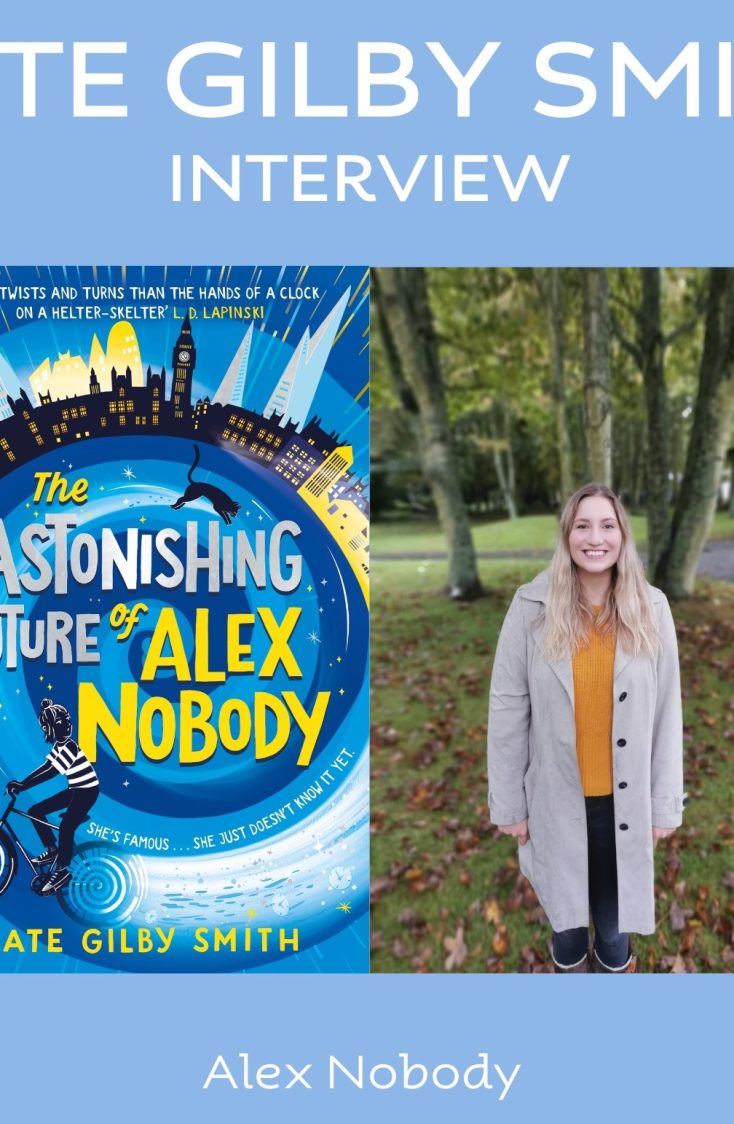 TE GILBY SMI
INTERVIEW
TWISTS AND TURNS THAN THE HANDS OF A CLOCK
ON A HELTER-SKELTER' L. D. LAPINSKI
The
ASTONISHING
UTURE of ALEX
NOBODY
SHE'S FAMOUS . . . SHE JUST DOESN'T KNOW IT YET.
ATE GILBY SMITH
Alex Nobody